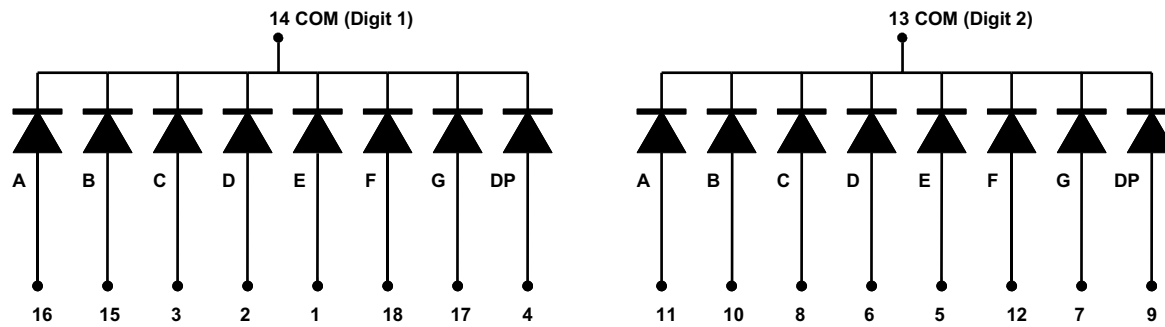 14 COM (Digit 1)
A B C D E F G DP
16 15 3 2 1 18 17 4
13 COM (Digit 2)
A B C D E F G DP
11 10 8 6 5 12 7 9